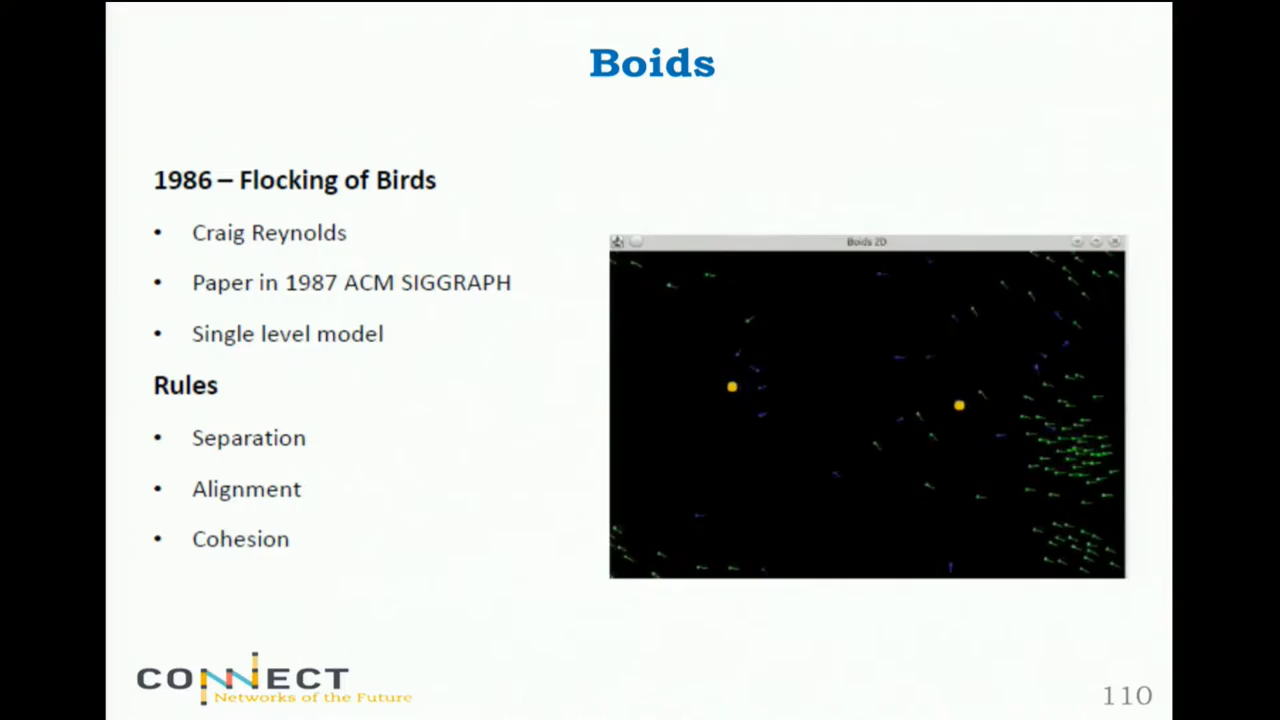 Boids
1986 – Flocking of Birds
• Craig Reynolds
• Paper in 1987 ACM SIGGRAPH
• Single level model
Rules
• Separation
• Alignment
• Cohesion
Boids 2D
CONNECT
Networks of the Future
110